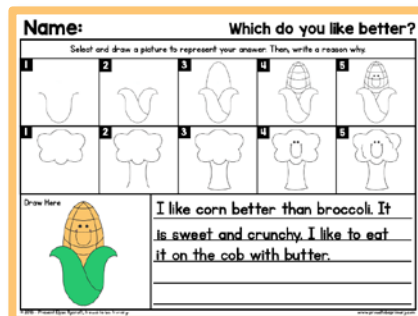 Name: Which do you like better?
Select and draw a picture to represent your answer. Then, write a reason why.
1 2 3 4 5
1 2 3 4 5
Draw Here
I like corn better than broccoli. It
is sweet and crunchy. I like to eat
it on the cob with butter.